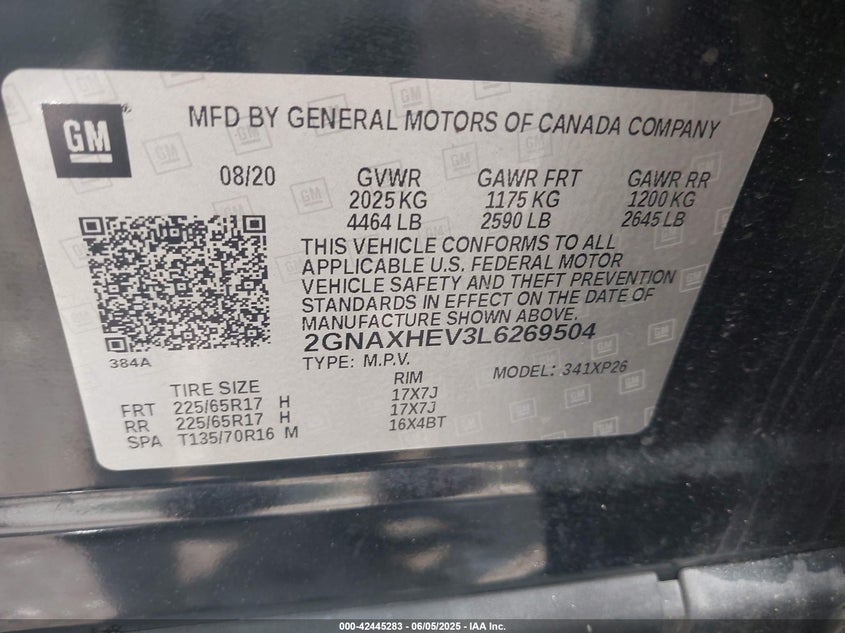 GM
MFD BY GENERAL MOTORS OF CANADA COMPANY
08/20 GVWR GAWR FRT GAWR RR
2025 KG 1175 KG 1200 KG
4464 LB 2590 LB 2645 LB
THIS VEHICLE CONFORMS TO ALL
APPLICABLE U.S. FEDERAL MOTOR
VEHICLE SAFETY AND THEFT PREVENTION
STANDARDS IN EFFECT ON THE DATE OF
MANUFACTURE SHOWN ABOVE.
2GNAXHEV3L6269504
384A
TYPE: M.P.V. MODEL: 341XP26
TIRE SIZE RIM
FRT 225/65R17 H 17X7J
RR 225/65R17 H 17X7J
SPA T135/70R16 M 16X4BT
000-42445283 - 06/05/2025 - IAA Inc.